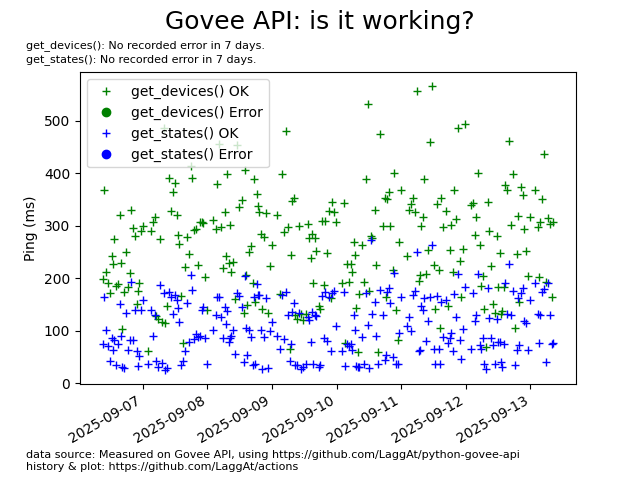 Govee API: is it working?
get_devices(): No recorded error in 7 days.
get_states(): No recorded error in 7 days.
get_devices() OK
get_devices() Error
get_states() OK
get_states() Error
Ping (ms)
500
400
300
200
100
0
2025-09-07
2025-09-08
2025-09-09
2025-09-10
2025-09-11
2025-09-12
2025-09-13
data source: Measured on Govee API, using https://github.com/LaggAt/python-govee-api
history & plot: https://github.com/LaggAt/actions